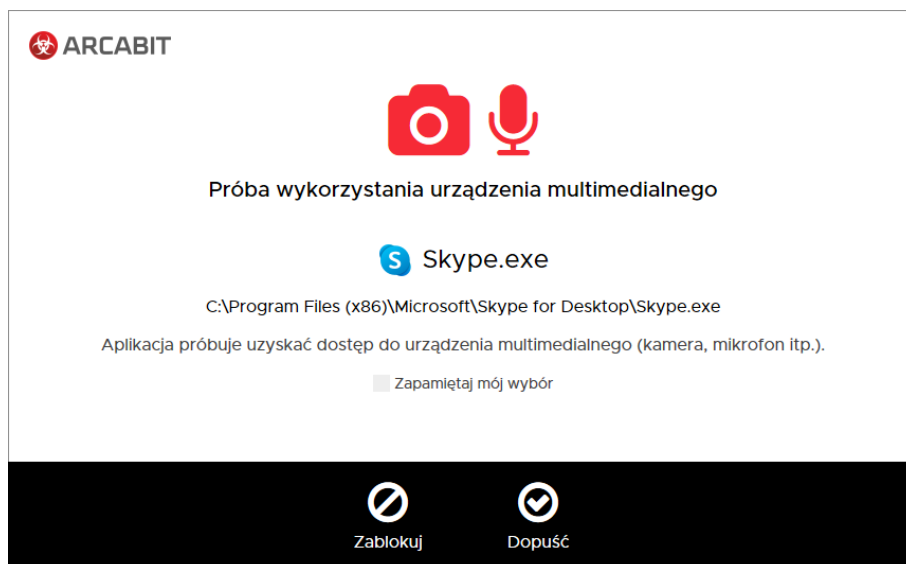 ARCABIT
Próba wykorzystania urządzenia multimedialnego
S Skype.exe
C:\Program Files (x86)\Microsoft\Skype for Desktop\Skype.exe
Aplikacja próbuje uzyskać dostęp do urządzenia multimedialnego (kamera, mikrofon itp.).
Zapamiętaj mój wybór
Zablokuj Dopuść